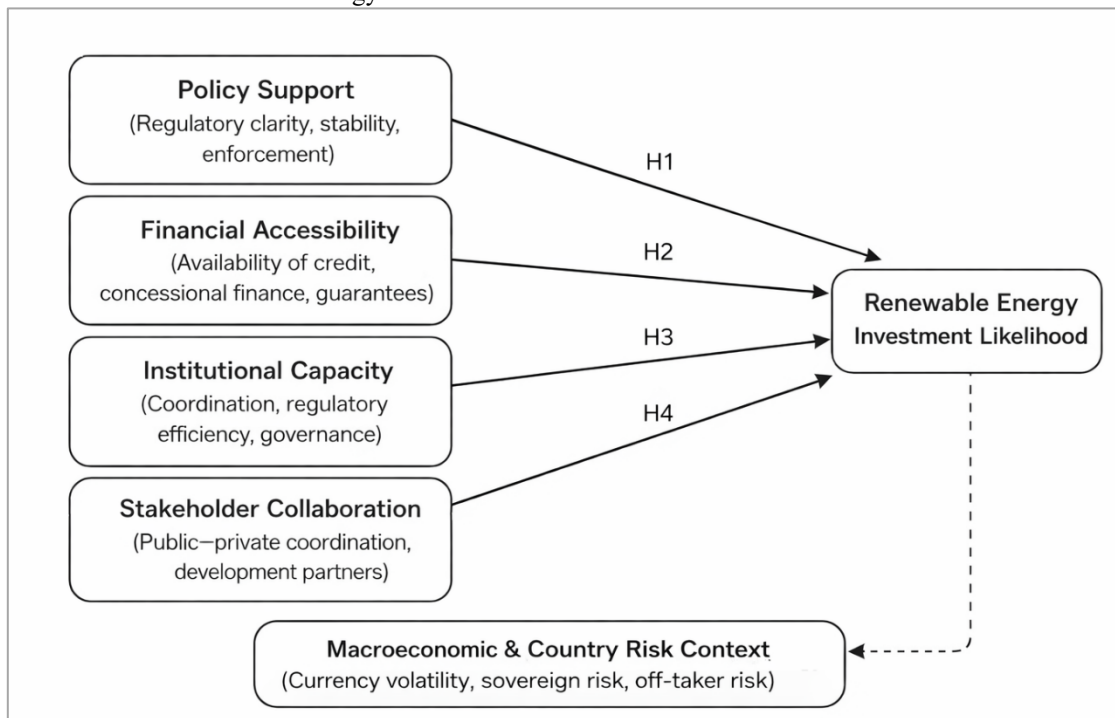 gy
Policy Support
(Regulatory clarity, stability,
enforcement)
H1
Financial Accessibility
(Availability of credit,
concessional finance, guarantees)
H2
Renewable Energy
Investment Likelihood
Institutional Capacity
(Coordination, regulatory
efficiency, governance)
H3
H4
Stakeholder Collaboration
(Public–private coordination,
development partners)
Macroeconomic & Country Risk Context
(Currency volatility, sovereign risk, off-taker risk)